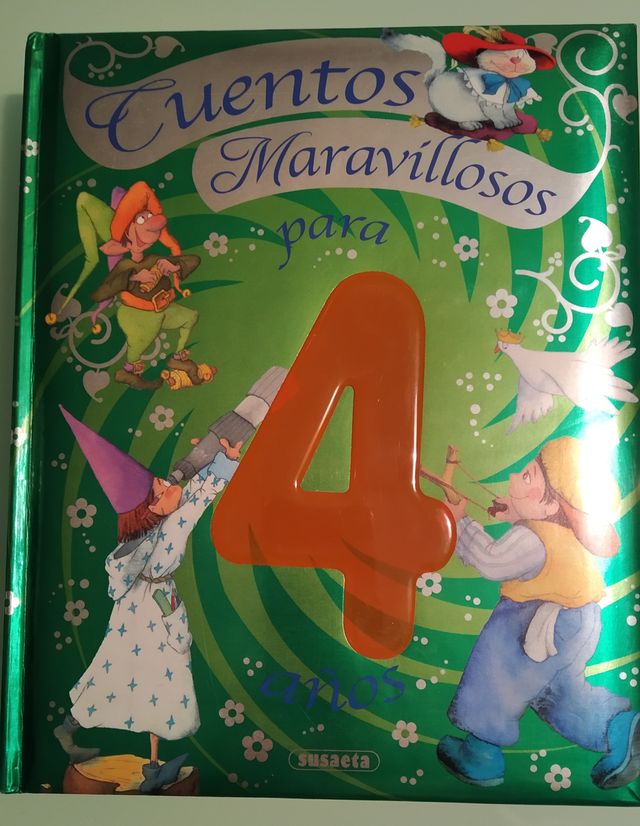 Cuentos
Maravillosos
para
4
años
susaeta